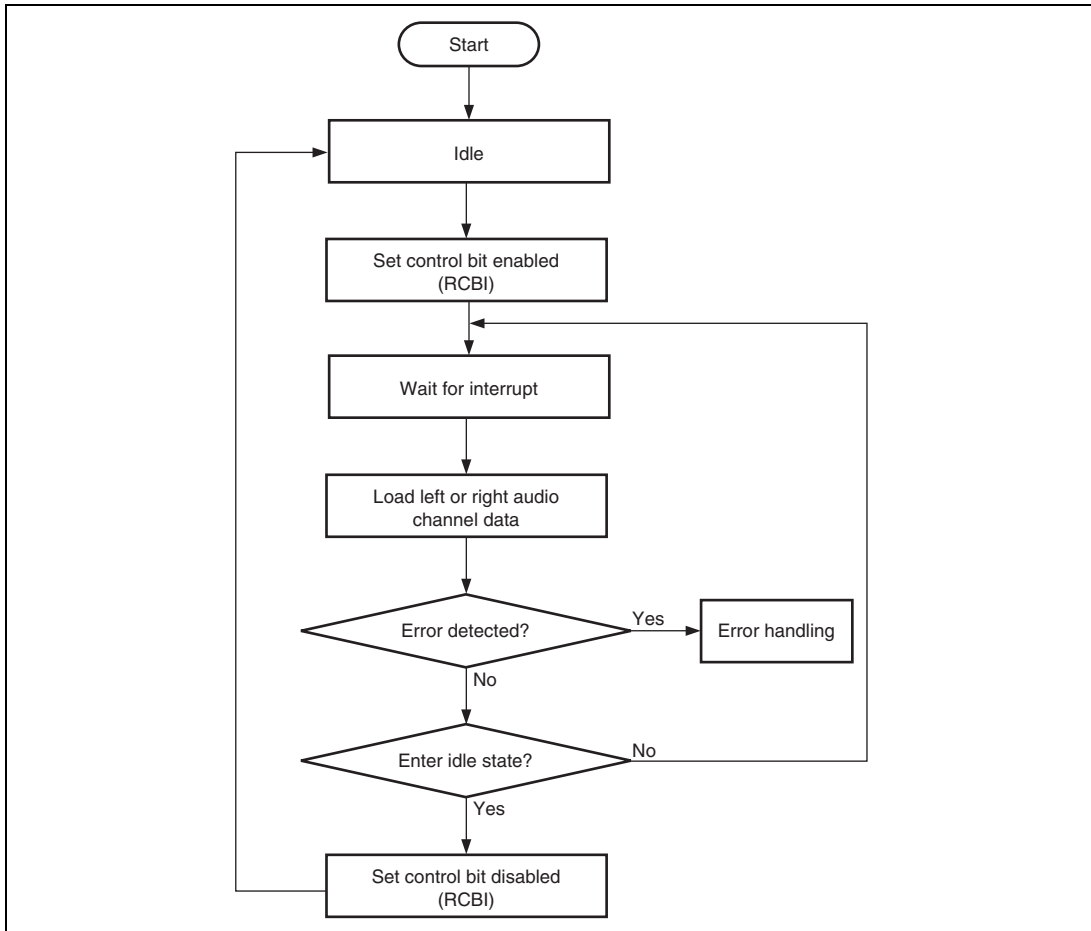 Start
Idle
Set control bit enabled
(RCBI)
Wait for interrupt
Load left or right audio
channel data
Error detected?
Yes
Error handling
No
Enter idle state?
No
Yes
Set control bit disabled
(RCBI)